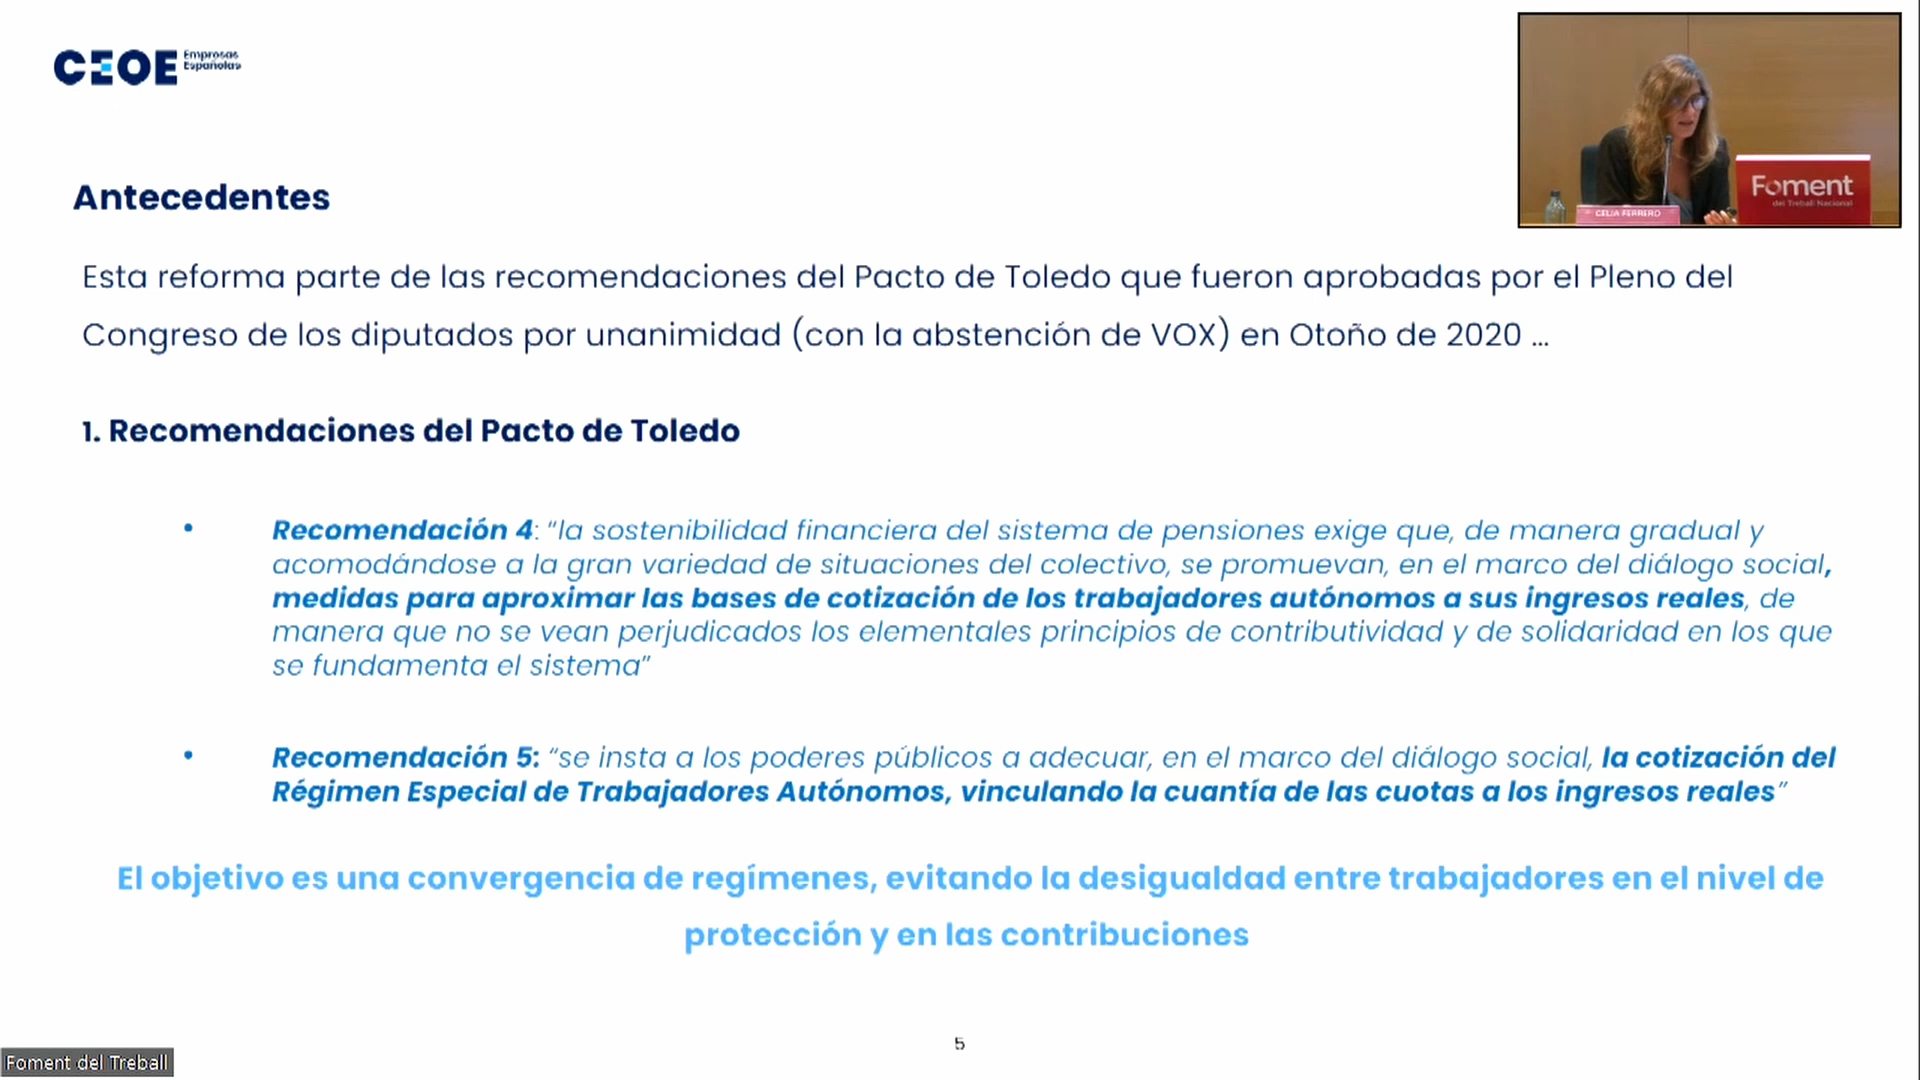 CEOE Empresas
Españolas
CELIA FERRERO
Foment
del Treball Nacional
Antecedentes
Esta reforma parte de las recomendaciones del Pacto de Toledo que fueron aprobadas por el Pleno del
Congreso de los diputados por unanimidad (con la abstención de VOX) en Otoño de 2020 ...
1. Recomendaciones del Pacto de Toledo
• Recomendación 4: “la sostenibilidad financiera del sistema de pensiones exige que, de manera gradual y
acomodándose a la gran variedad de situaciones del colectivo, se promuevan, en el marco del diálogo social,
medidas para aproximar las bases de cotización de los trabajadores autónomos a sus ingresos reales, de
manera que no se vean perjudicados los elementales principios de contributividad y de solidaridad en los que
se fundamenta el sistema”
• Recomendación 5: “se insta a los poderes públicos a adecuar, en el marco del diálogo social, la cotización del
Régimen Especial de Trabajadores Autónomos, vinculando la cuantía de las cuotas a los ingresos reales”
El objetivo es una convergencia de regímenes, evitando la desigualdad entre trabajadores en el nivel de
protección y en las contribuciones
5
Foment del Treball